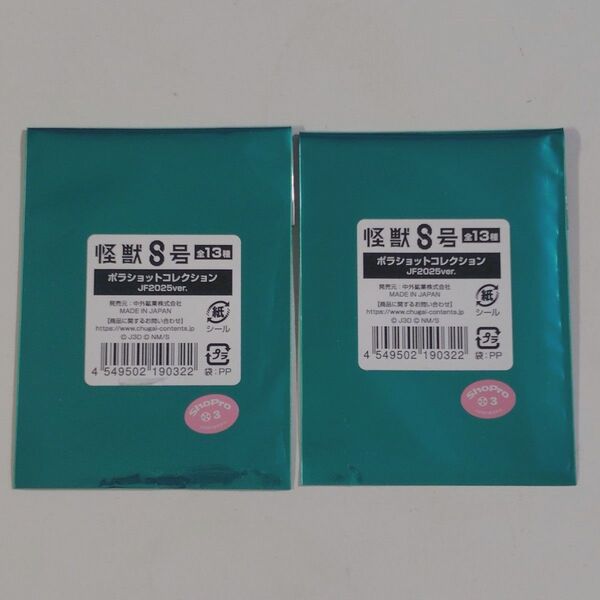 怪獣8号 全13種
ポラショットコレクション
JF2025ver.
発売元：中外鉱業株式会社
MADE IN JAPAN
【商品に関するお問い合わせ】
https://www.chugai-contents.jp
© J3D © NM/S
4 549502 190322
紙
シール
プラ
袋：PP
ShoPro
3
怪獣8号 全13種
ポラショットコレクション
JF2025ver.
発売元：中外鉱業株式会社
MADE IN JAPAN
【商品に関するお問い合わせ】
https://www.chugai-contents.jp
© J3D © NM/S
4 549502 190322
紙
シール
プラ
袋：PP
ShoPro
3